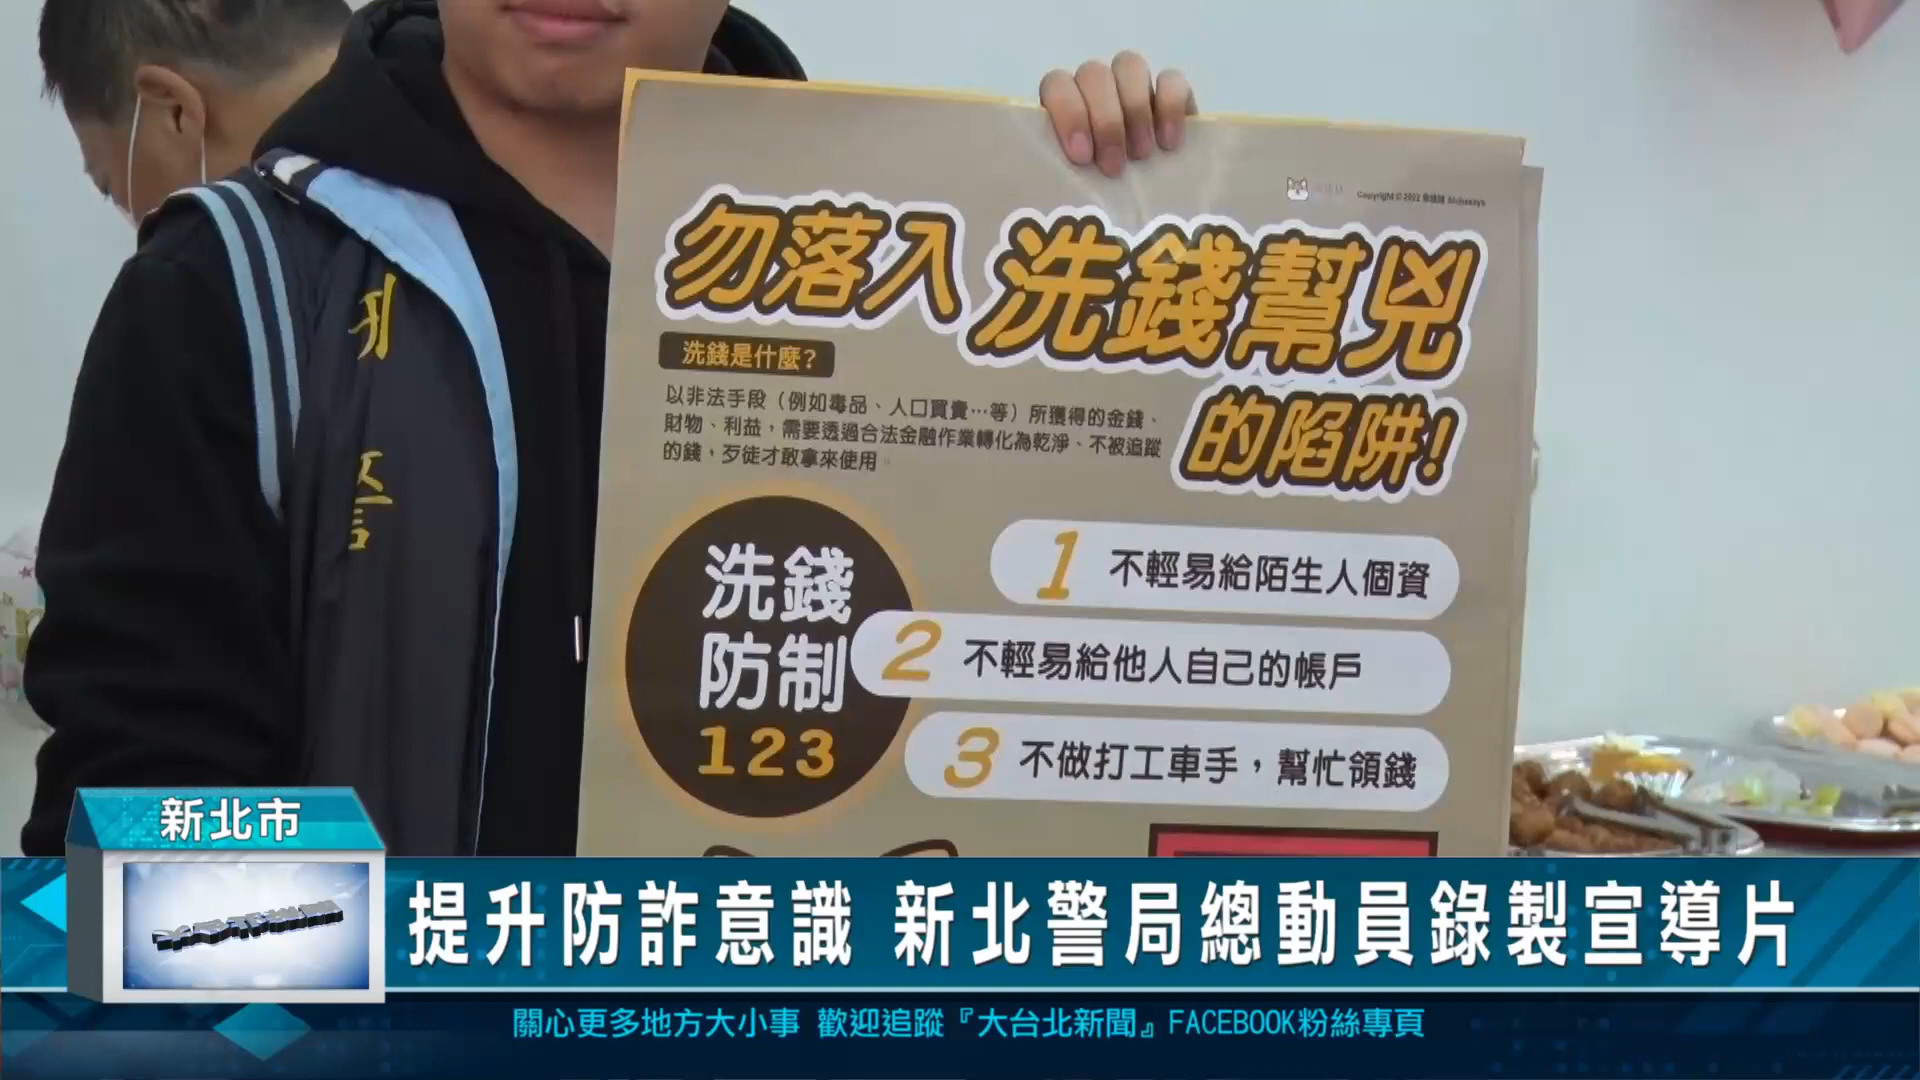 Copyright © 2022
勿落入洗錢幫兇
的陷阱!
洗錢是什麼?
以非法手段（例如毒品、人口買賣…等）所獲得的金錢、
財物、利益，需要透過合法金融作業轉化為乾淨、不被追蹤
的錢，歹徒才敢拿來使用。
洗錢
防制
123
1 不輕易給陌生人個資
2 不輕易給他人自己的帳戶
3 不做打工車手，幫忙領錢
新北市
提升防詐意識 新北警局總動員錄製宣導片
關心更多地方大小事 歡迎追蹤『大台北新聞』FACEBOOK粉絲專頁